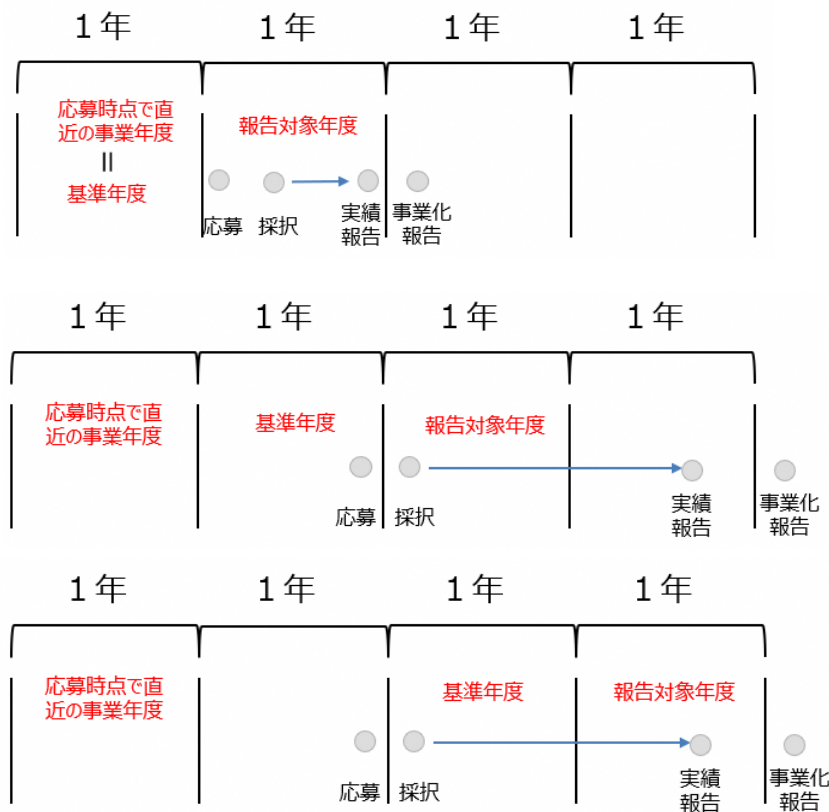 1年 1年 1年 1年
応募時点で直
近の事業年度
=
基準年度
報告対象年度
応募 採択 実績
報告
事業化
報告
1年 1年 1年 1年
応募時点で直
近の事業年度
基準年度
報告対象年度
応募 採択
実績
報告
事業化
報告
1年 1年 1年 1年
応募時点で直
近の事業年度
基準年度
報告対象年度
応募 採択
実績
報告
事業化
報告